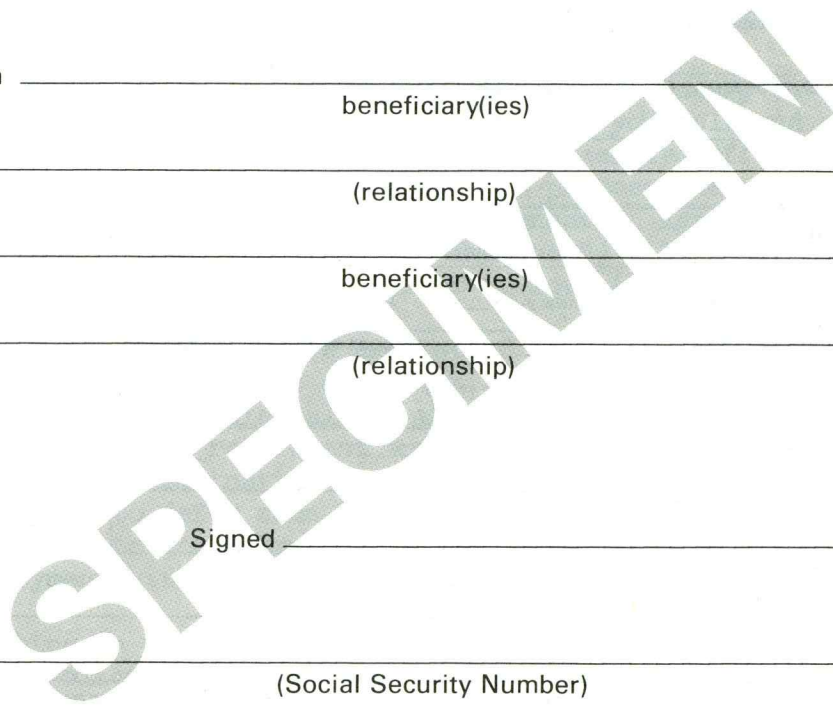 beneficiary(ies)
(relationship)
beneficiary(ies)
(relationship)
SPECIMEN
Signed
(Social Security Number)